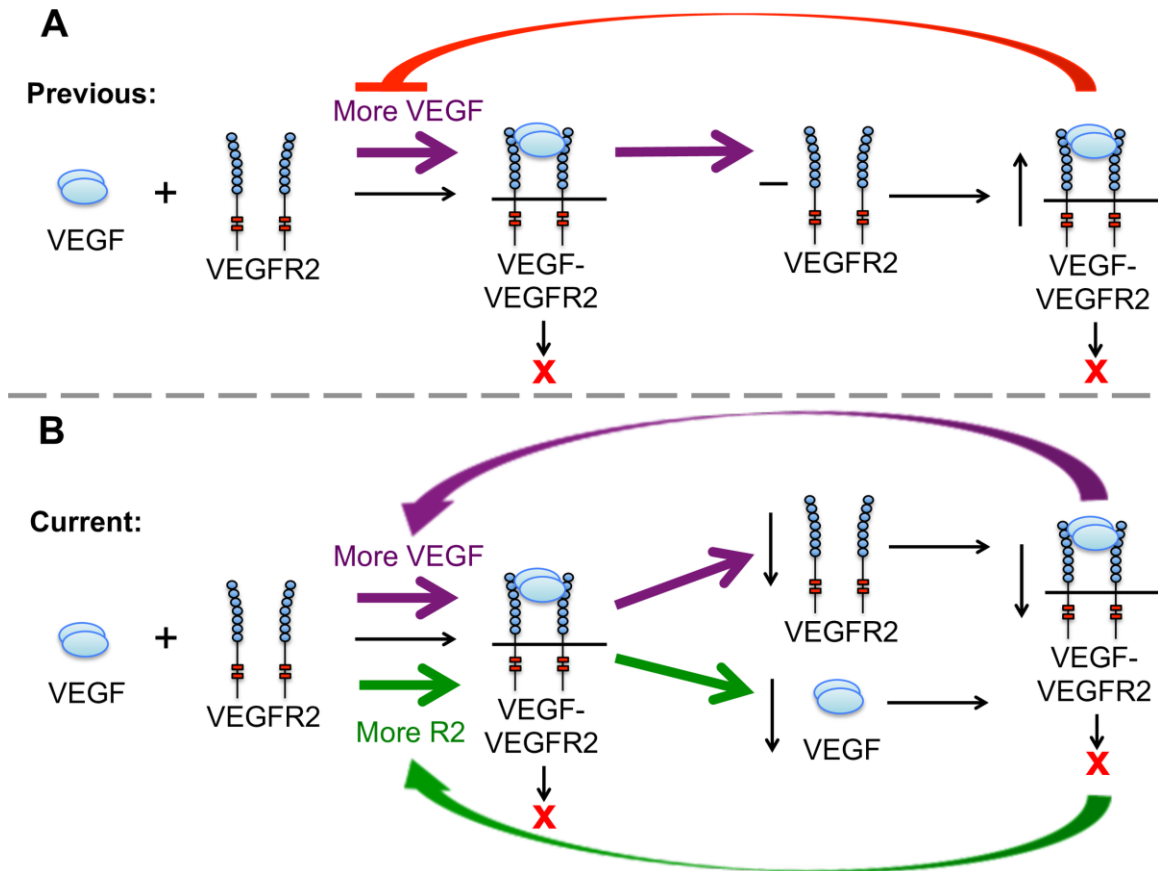 A
Previous:
More VEGF
+
–
VEGF
VEGFR2
VEGF-
VEGFR2
VEGFR2
VEGF-
VEGFR2
X
X
B
Current:
More VEGF
+
VEGF
VEGFR2
More R2
VEGF-
VEGFR2
X
VEGFR2
VEGF
VEGF-
VEGFR2
X